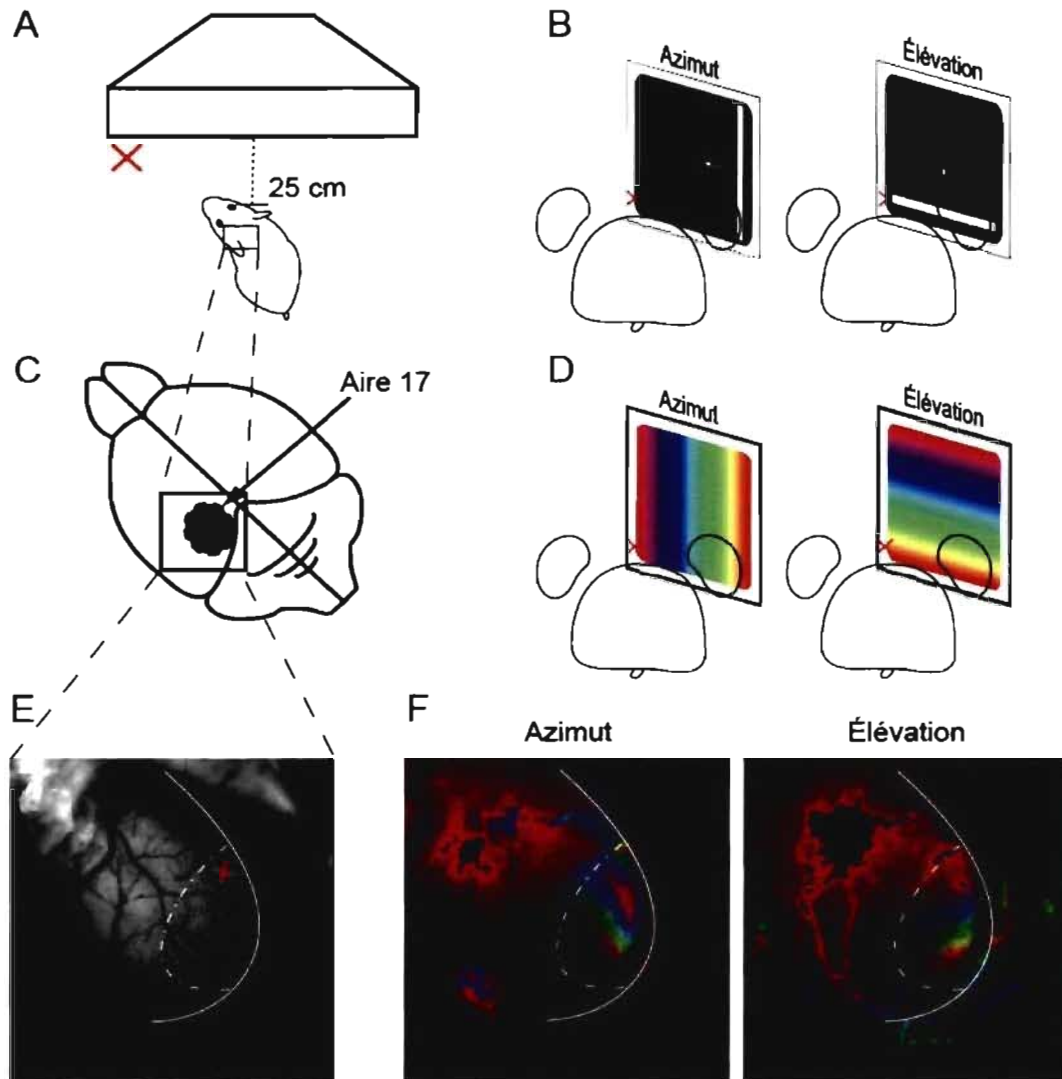 A
25 cm
B
Azimut
Élévation
C
Aire 17
D
Azimut
Élévation
E
F
Azimut
Élévation